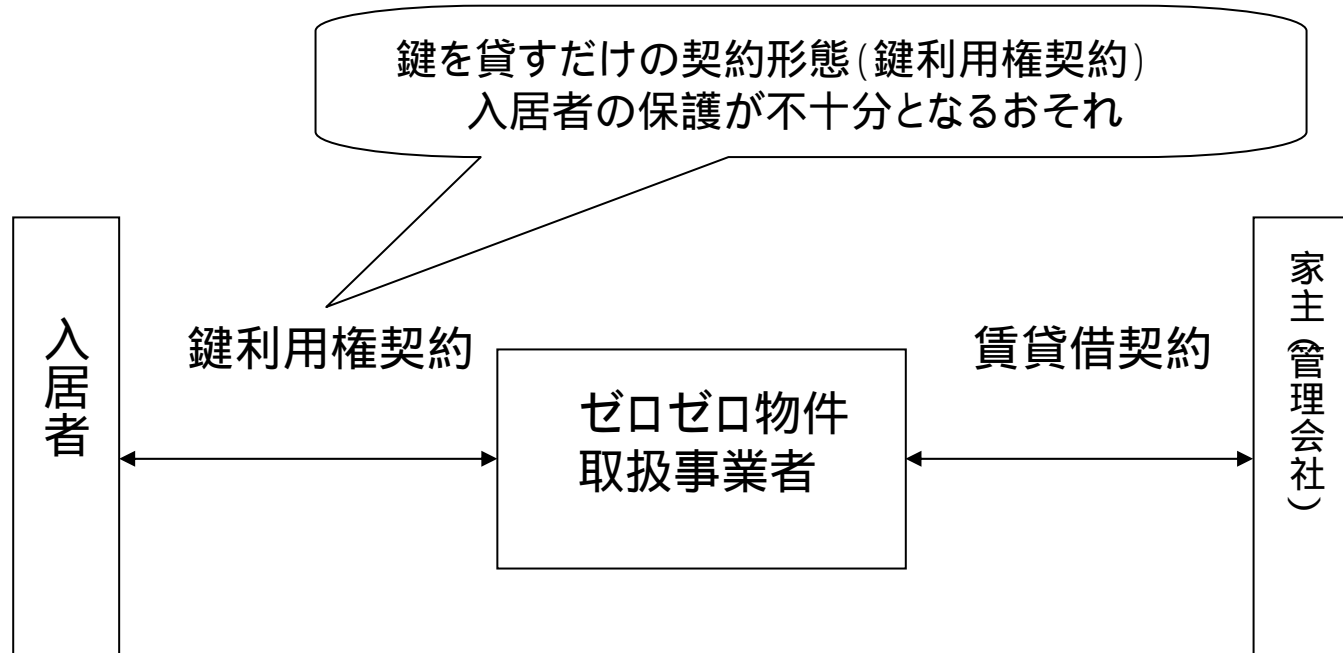 鍵を貸すだけの契約形態(鍵利用権契約)
入居者の保護が不十分となるおそれ
入居者
鍵利用権契約
ゼロゼロ物件
取扱事業者
賃貸借契約
家主(管理会社)